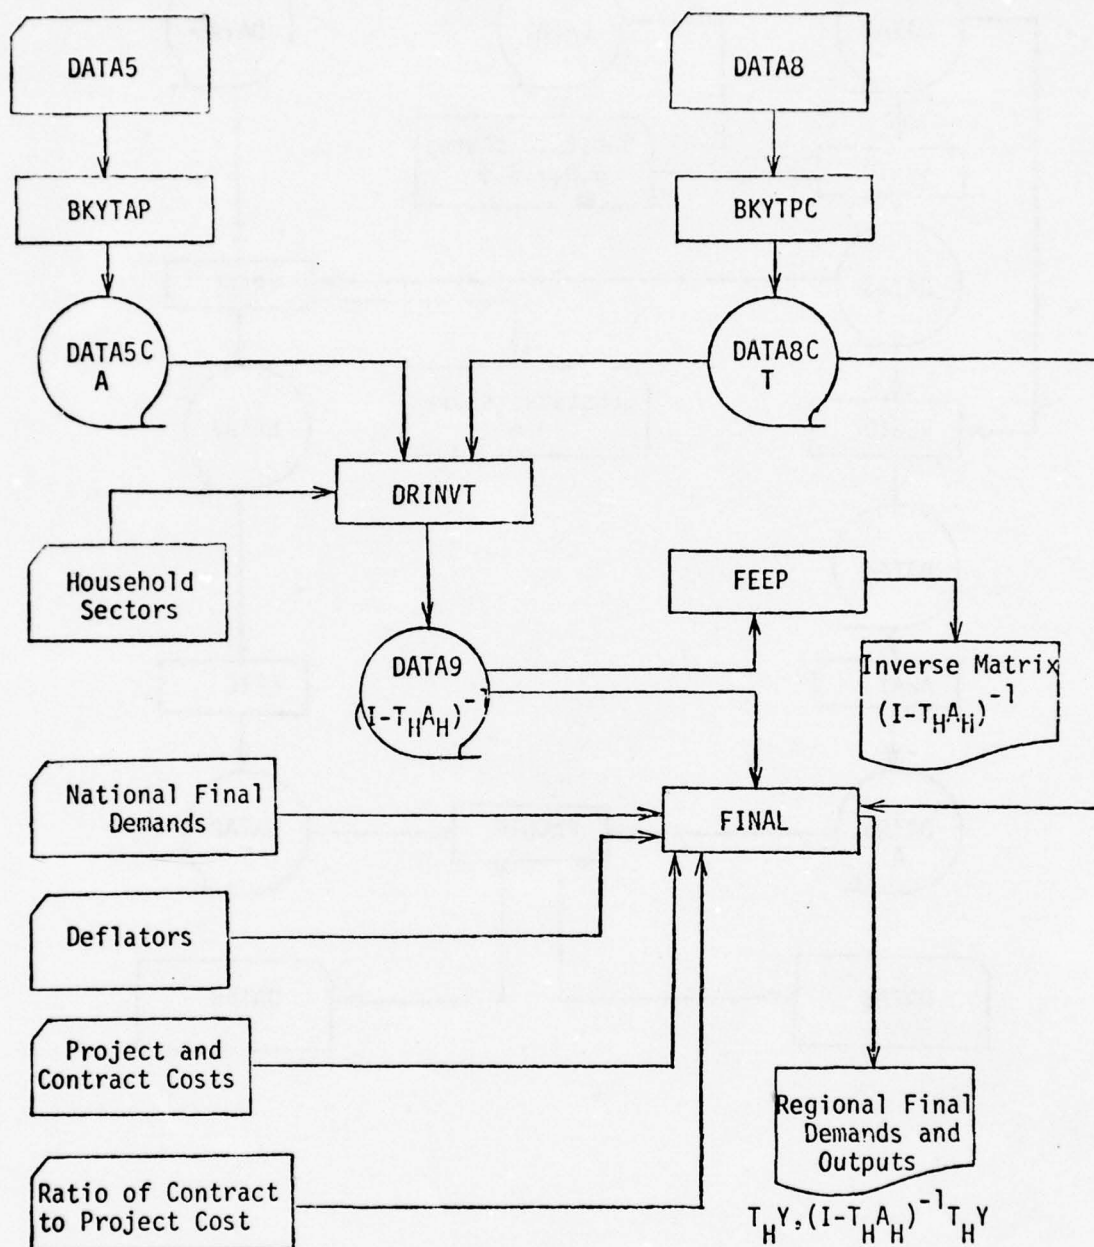 DATA5
DATA8
BKYTAP
BKYTPC
DATA5C
A
DATA8C
T
DRINVT
Household
Sectors
FEEP
DATA9
(I-T_HA_H)^-1
Inverse Matrix
(I-T_HA_H)^-1
National Final
Demands
FINAL
Deflators
Project and
Contract Costs
Regional Final
Demands and
Outputs
Ratio of Contract
to Project Cost
T_HY,(I-T_HA_H)^-1T_HY